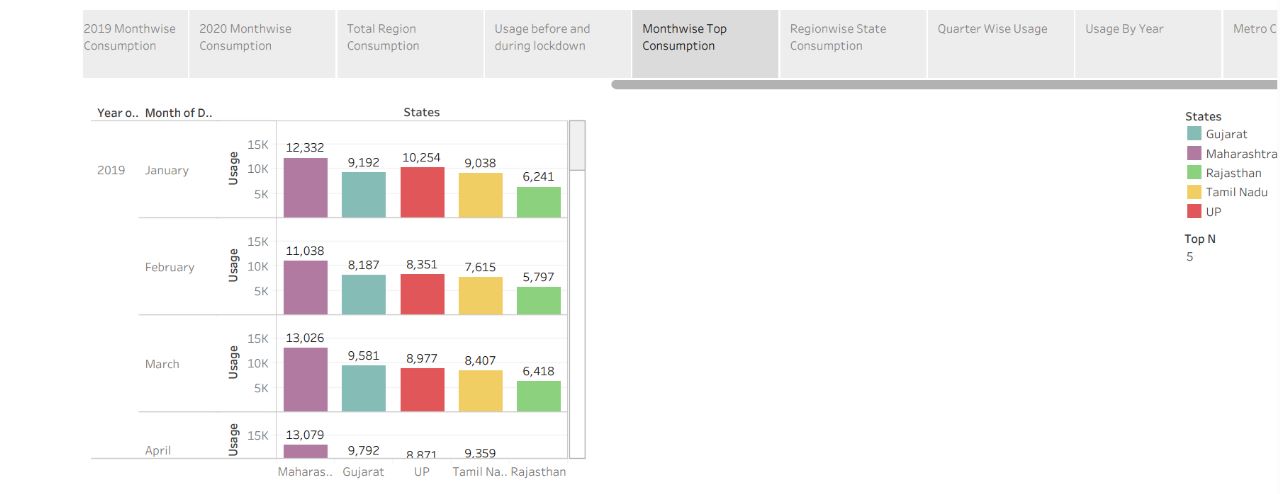 2019 Monthwise
Consumption
2020 Monthwise
Consumption
Total Region
Consumption
Usage before and
during lockdown
Monthwise Top
Consumption
Regionwise State
Consumption
Quarter Wise Usage
Usage By Year
Metro C
Year o.. Month of D..
States
2019
January
Usage
15K
10K
5K
12,332
9,192
10,254
9,038
6,241
February
Usage
15K
10K
5K
11,038
8,187
8,351
7,615
5,797
March
Usage
15K
10K
5K
13,026
9,581
8,977
8,407
6,418
April
Usage
15K
13,079
9,792
8,871
9,359
Maharas.. Gujarat UP Tamil Na.. Rajasthan
States
Gujarat
Maharashtra
Rajasthan
Tamil Nadu
UP
Top N
5